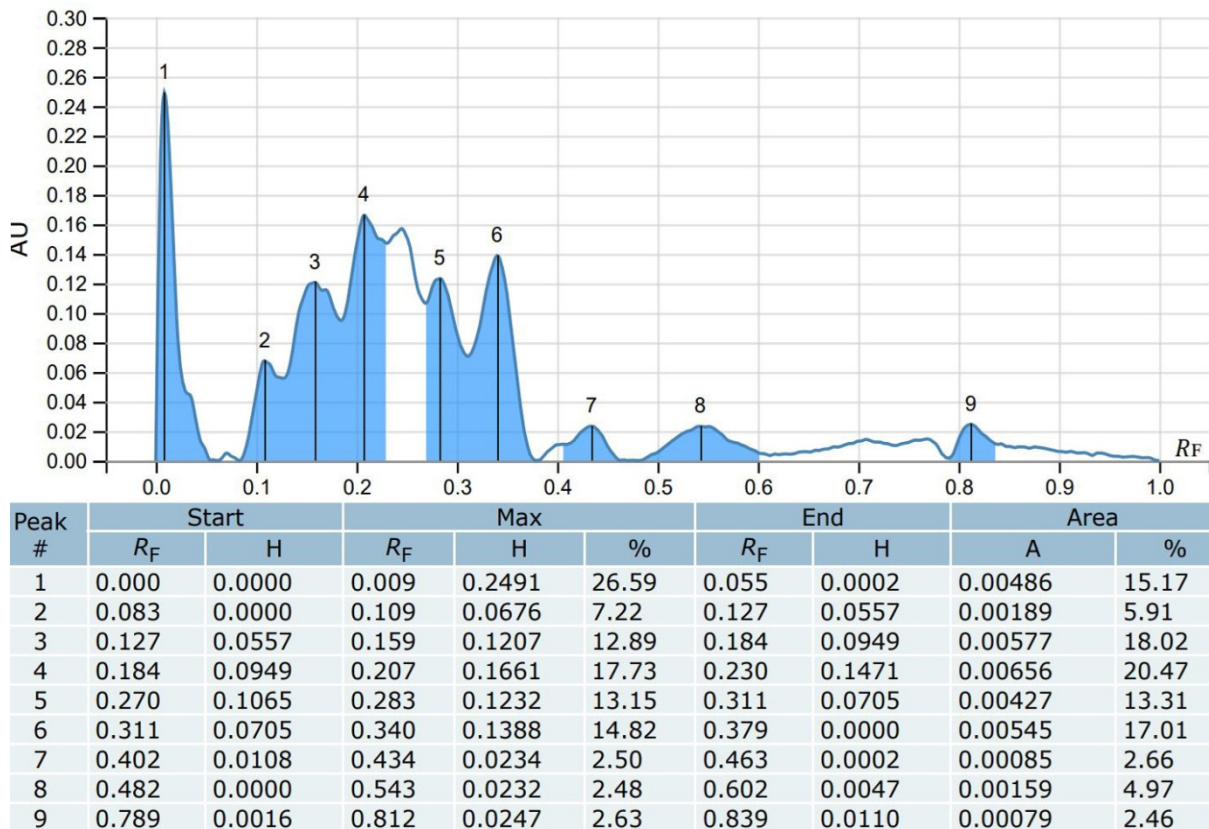 0.30
0.28
0.26
0.24
0.22
0.20
0.18
0.16
0.14
0.12
0.10
0.08
0.06
0.04
0.02
0.00
AU
1
2
3
4
5
6
7
8
9
RF
0.0 0.1 0.2 0.3 0.4 0.5 0.6 0.7 0.8 0.9 1.0
Peak # Start Max End Area
RF H RF H % RF H A %
1 0.000 0.0000 0.009 0.2491 26.59 0.055 0.0002 0.00486 15.17
2 0.083 0.0000 0.109 0.0676 7.22 0.127 0.0557 0.00189 5.91
3 0.127 0.0557 0.159 0.1207 12.89 0.184 0.0949 0.00577 18.02
4 0.184 0.0949 0.207 0.1661 17.73 0.230 0.1471 0.00656 20.47
5 0.270 0.1065 0.283 0.1232 13.15 0.311 0.0705 0.00427 13.31
6 0.311 0.0705 0.340 0.1388 14.82 0.379 0.0000 0.00545 17.01
7 0.402 0.0108 0.434 0.0234 2.50 0.463 0.0002 0.00085 2.66
8 0.482 0.0000 0.543 0.0232 2.48 0.602 0.0047 0.00159 4.97
9 0.789 0.0016 0.812 0.0247 2.63 0.839 0.0110 0.00079 2.46